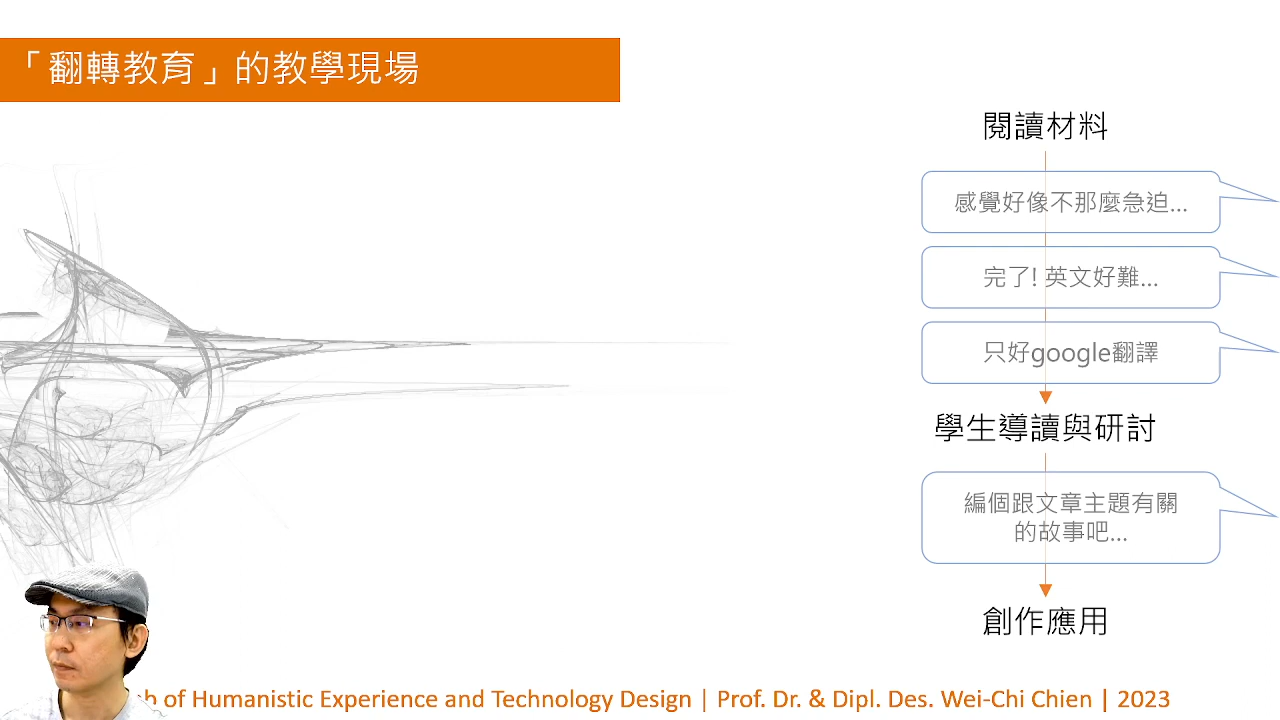 「翻轉教育」的教學現場
閱讀材料
感覺好像不那麼急迫...
完了! 英文好難...
只好google翻譯
學生導讀與研討
編個跟文章主題有關
的故事吧...
創作應用
of Humanistic Experience and Technology Design | Prof. Dr. & Dipl. Des. Wei-Chi Chien | 2023